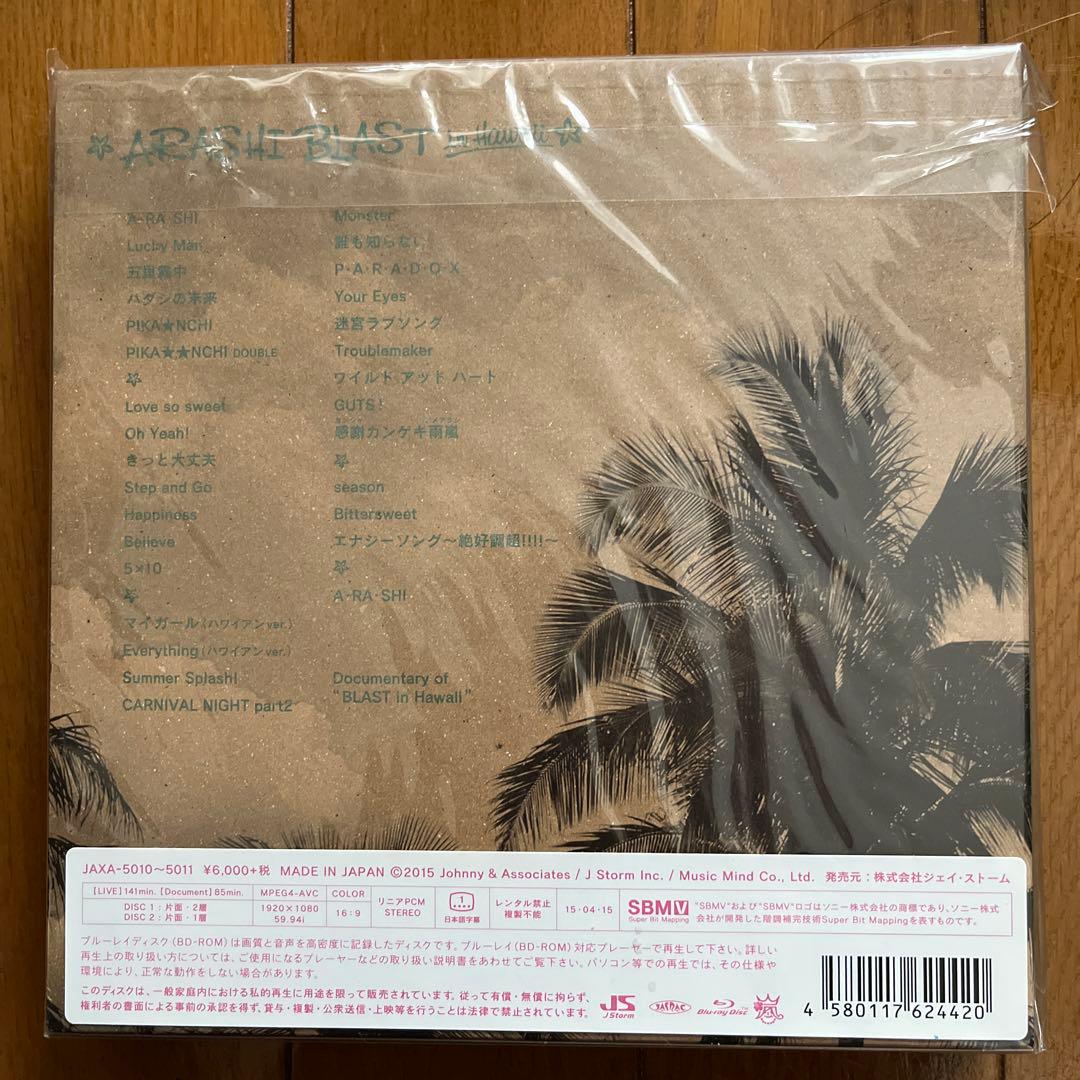 ARASHI BLAST in Hawaii
A·RA·SHI
Lucky Man
五里霧中
ハダシの未来
PIKA★NCHI
PIKA★★NCHI DOUBLE
Love so sweet
Oh Yeah!
きっと大丈夫
Step and Go
Happiness
Believe
5×10
マイガール(ハワイアンver.)
Everything(ハワイアンver.)
Summer Splash!
CARNIVAL NIGHT part2
Monster
誰も知らない
P·A·R·A·D·O·X
Your Eyes
迷宮ラブソング
Troublemaker
ワイルド アット ハート
GUTS!
感謝カンゲキ雨嵐
season
Bittersweet
エナジーソング〜絶好調超!!!!〜
A·RA·SHI
Documentary of
"BLAST in Hawaii"
JAXA-5010〜5011 ¥6,000+税 MADE IN JAPAN ©2015 Johnny & Associates / J Storm Inc. / Music Mind Co., Ltd. 発売元:株式会社ジェイ・ストーム
[LIVE]141min. [Document]85min.
DISC 1:片面・2層
DISC 2:片面・1層
MPEG4-AVC
1920×1080
59.94i
COLOR
16:9
リニアPCM
STEREO
1
日本語字幕
レンタル禁止
複製不能
15·04·15
SBMV
Super Bit Mapping
"SBMV"および"SBMV"ロゴはソニー株式会社の商標であり、ソニー株式
会社が開発した階調補完技術Super Bit Mappingを表すものです。
ブルーレイディスク(BD-ROM)は画質と音声を高密度に記録したディスクです。ブルーレイ(BD-ROM)対応プレーヤーで再生して下さい。詳しい
再生上の取り扱い方については、ご使用になるプレーヤーなどの取り扱い説明書をあわせてご覧下さい。パソコン等での再生では、その仕様や
環境により、正常な動作をしない場合があります。
このディスクは、一般家庭内における私的再生に用途を限って販売されています。従って有償・無償に拘らず、
権利者の書面による事前の承認を得ず、貸与・複製・公衆送信・上映等を行うことは法律で禁止されています。
JS
J Storm
JASRAC
Blu-ray Disc
4 580117 624420